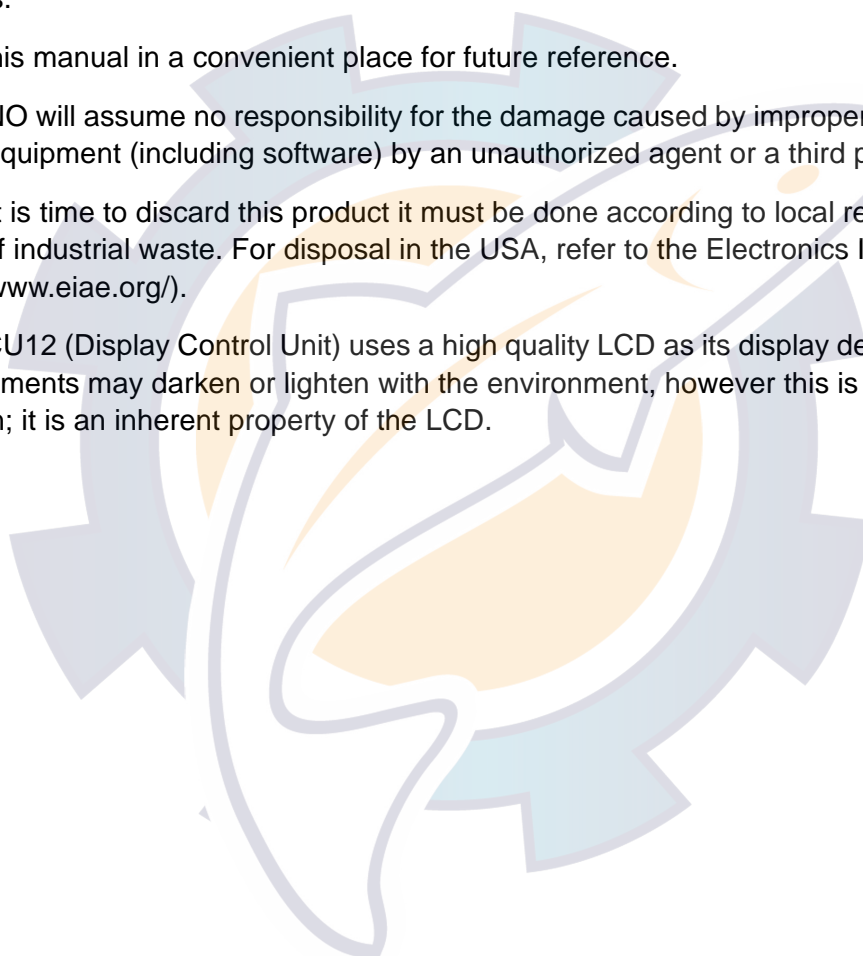 s.
his manual in a convenient place for future reference.
NO will assume no responsibility for the damage caused by improper
quipment (including software) by an unauthorized agent or a third p
t is time to discard this product it must be done according to local re
f industrial waste. For disposal in the USA, refer to the Electronics I
www.eiae.org/).
CU12 (Display Control Unit) uses a high quality LCD as its display de
ments may darken or lighten with the environment, however this is
n; it is an inherent property of the LCD.